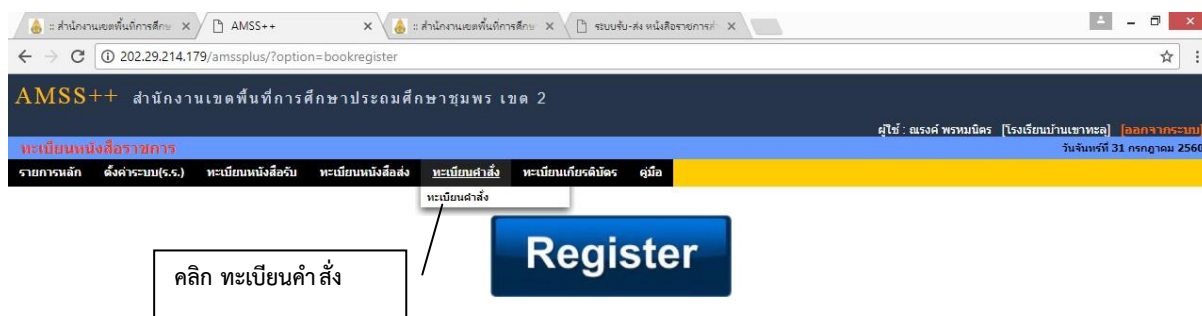 :: สำนักงานเขตพื้นที่การศึกษ
AMSS++
:: สำนักงานเขตพื้นที่การศึกษ
ระบบรับ-ส่ง หนังสือราชการสำ
202.29.214.179/amssplus/?option=bookregister
AMSS++ สำนักงานเขตพื้นที่การศึกษาประถมศึกษาชุมพร เขต 2
ผู้ใช้ : ณรงค์ พรหมนิตร [โรงเรียนบ้านเขาทะลุ] [ออกจากระบบ]
ทะเบียนหนังสือราชการ
วันจันทร์ที่ 31 กรกฎาคม 2560
รายการหลัก ตั้งค่าระบบ(ร.ร.) ทะเบียนหนังสือรับ ทะเบียนหนังสือส่ง ทะเบียนคำสั่ง ทะเบียนเกียรติบัตร คู่มือ
ทะเบียนคำสั่ง
Register
คลิก ทะเบียนคำสั่ง